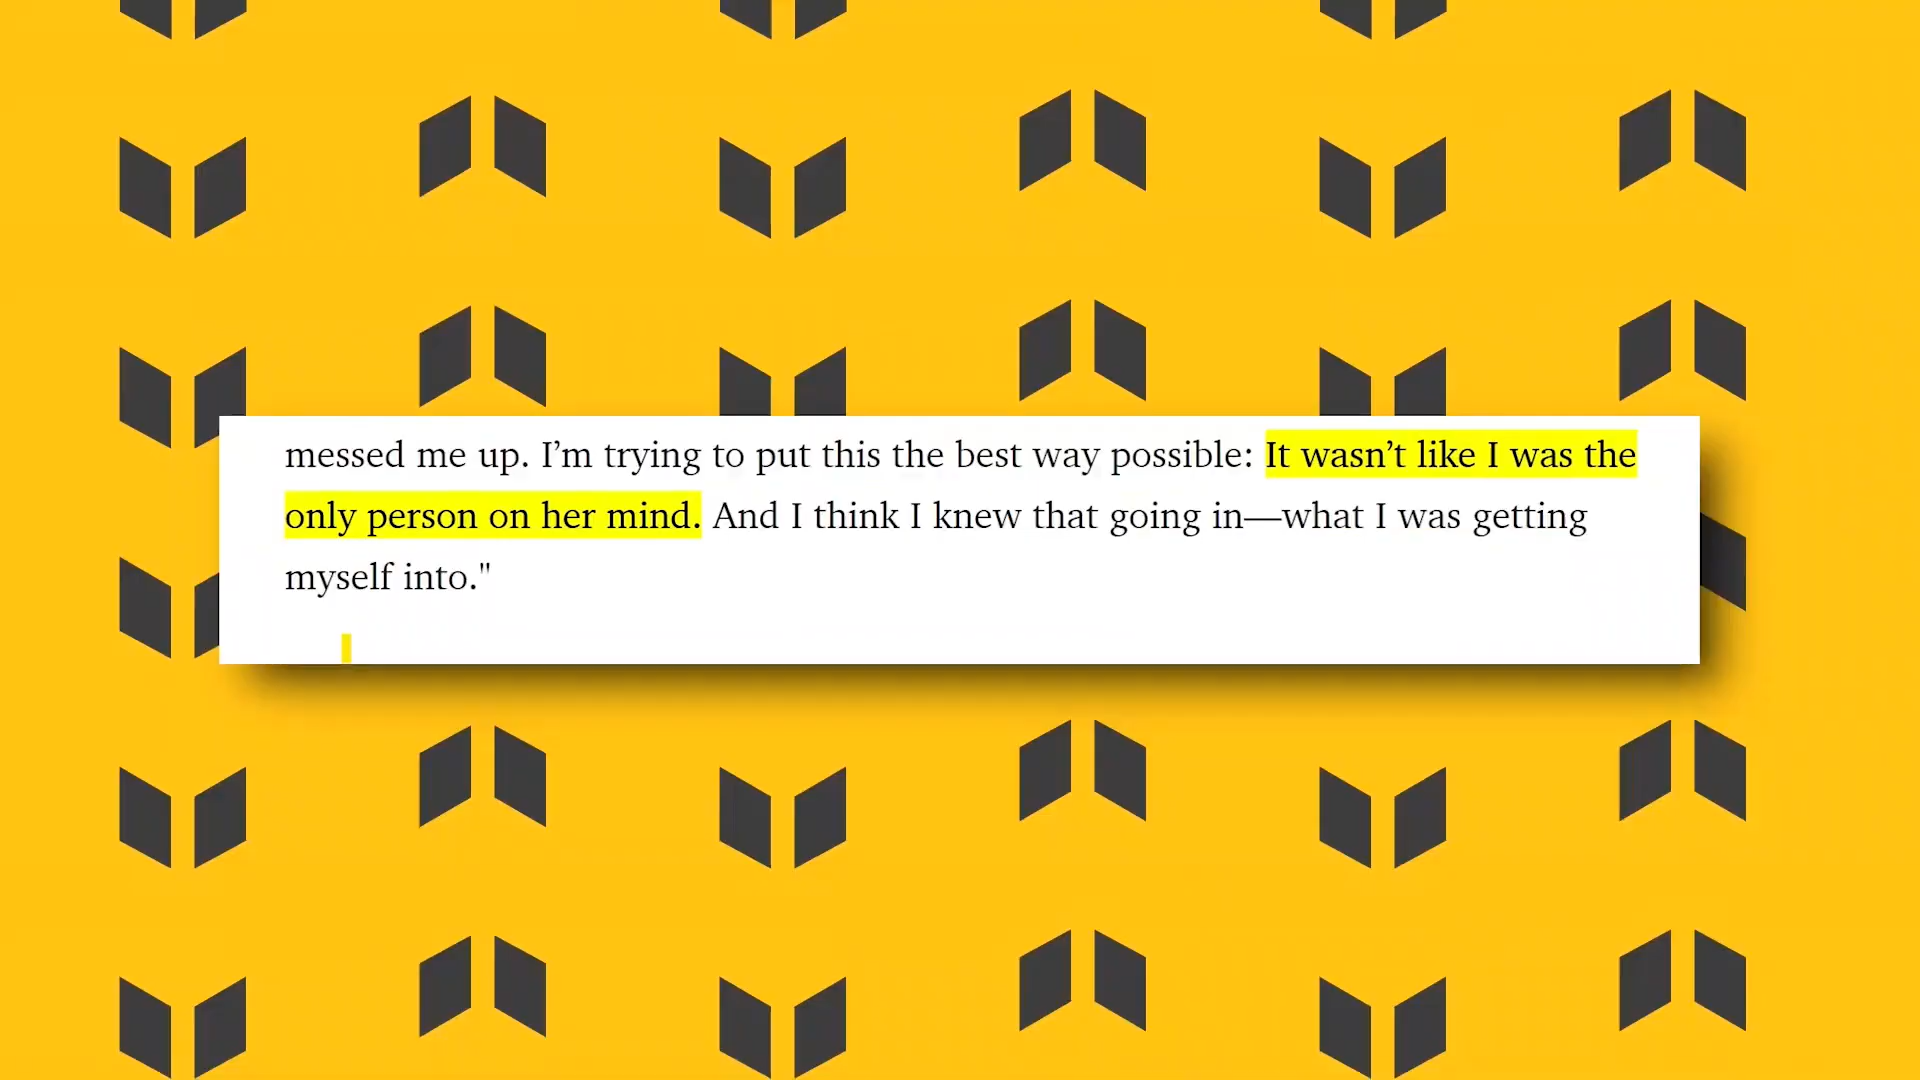 messed me up. I’m trying to put this the best way possible: It wasn’t like I was the
only person on her mind. And I think I knew that going in—what I was getting
myself into."